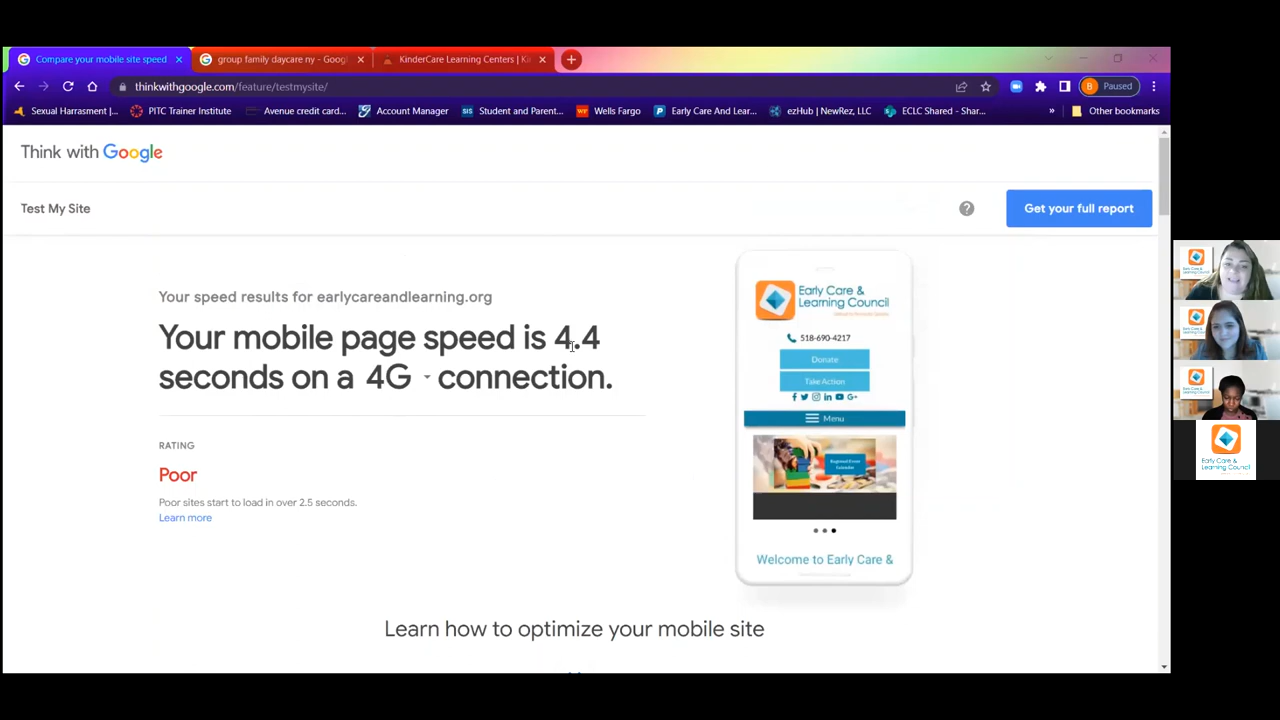 Compare your mobile site speed
group family daycare ny - Goog
KinderCare Learning Centers | Ki
thinkwithgoogle.com/feature/testmysite/
B Paused
Sexual Harrasment |...
PITC Trainer Institute
Avenue credit card...
Account Manager
Student and Parent...
Wells Fargo
Early Care And Lear...
ezHub | NewRez, LLC
ECLC Shared - Shar...
»
Other bookmarks
Think with Google
Test My Site
?
Get your full report
Your speed results for earlycareandlearning.org
Your mobile page speed is 4.4
seconds on a 4G connection.
RATING
Poor
Poor sites start to load in over 2.5 seconds.
Learn more
Early Care &
Learning Council
518-690-4217
Donate
Take Action
Menu
Welcome to Early Care &
Learn how to optimize your mobile site
Early Care &
Learning Council